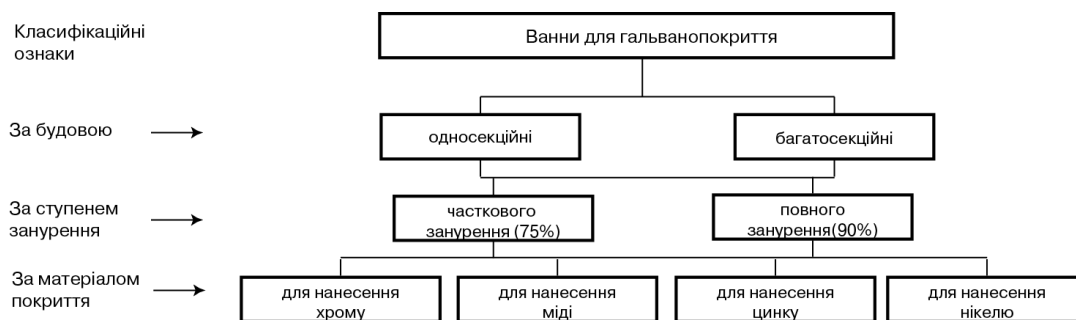 Класифікаційні
ознаки
Ванни для гальванопокриття
За будовою
односекційні
багатосекційні
За ступенем
занурення
часткового
занурення (75%)
повного
занурення(90%)
За матеріалом
покриття
для нанесення
хрому
для нанесення
міді
для нанесення
цинку
для нанесення
нікелю